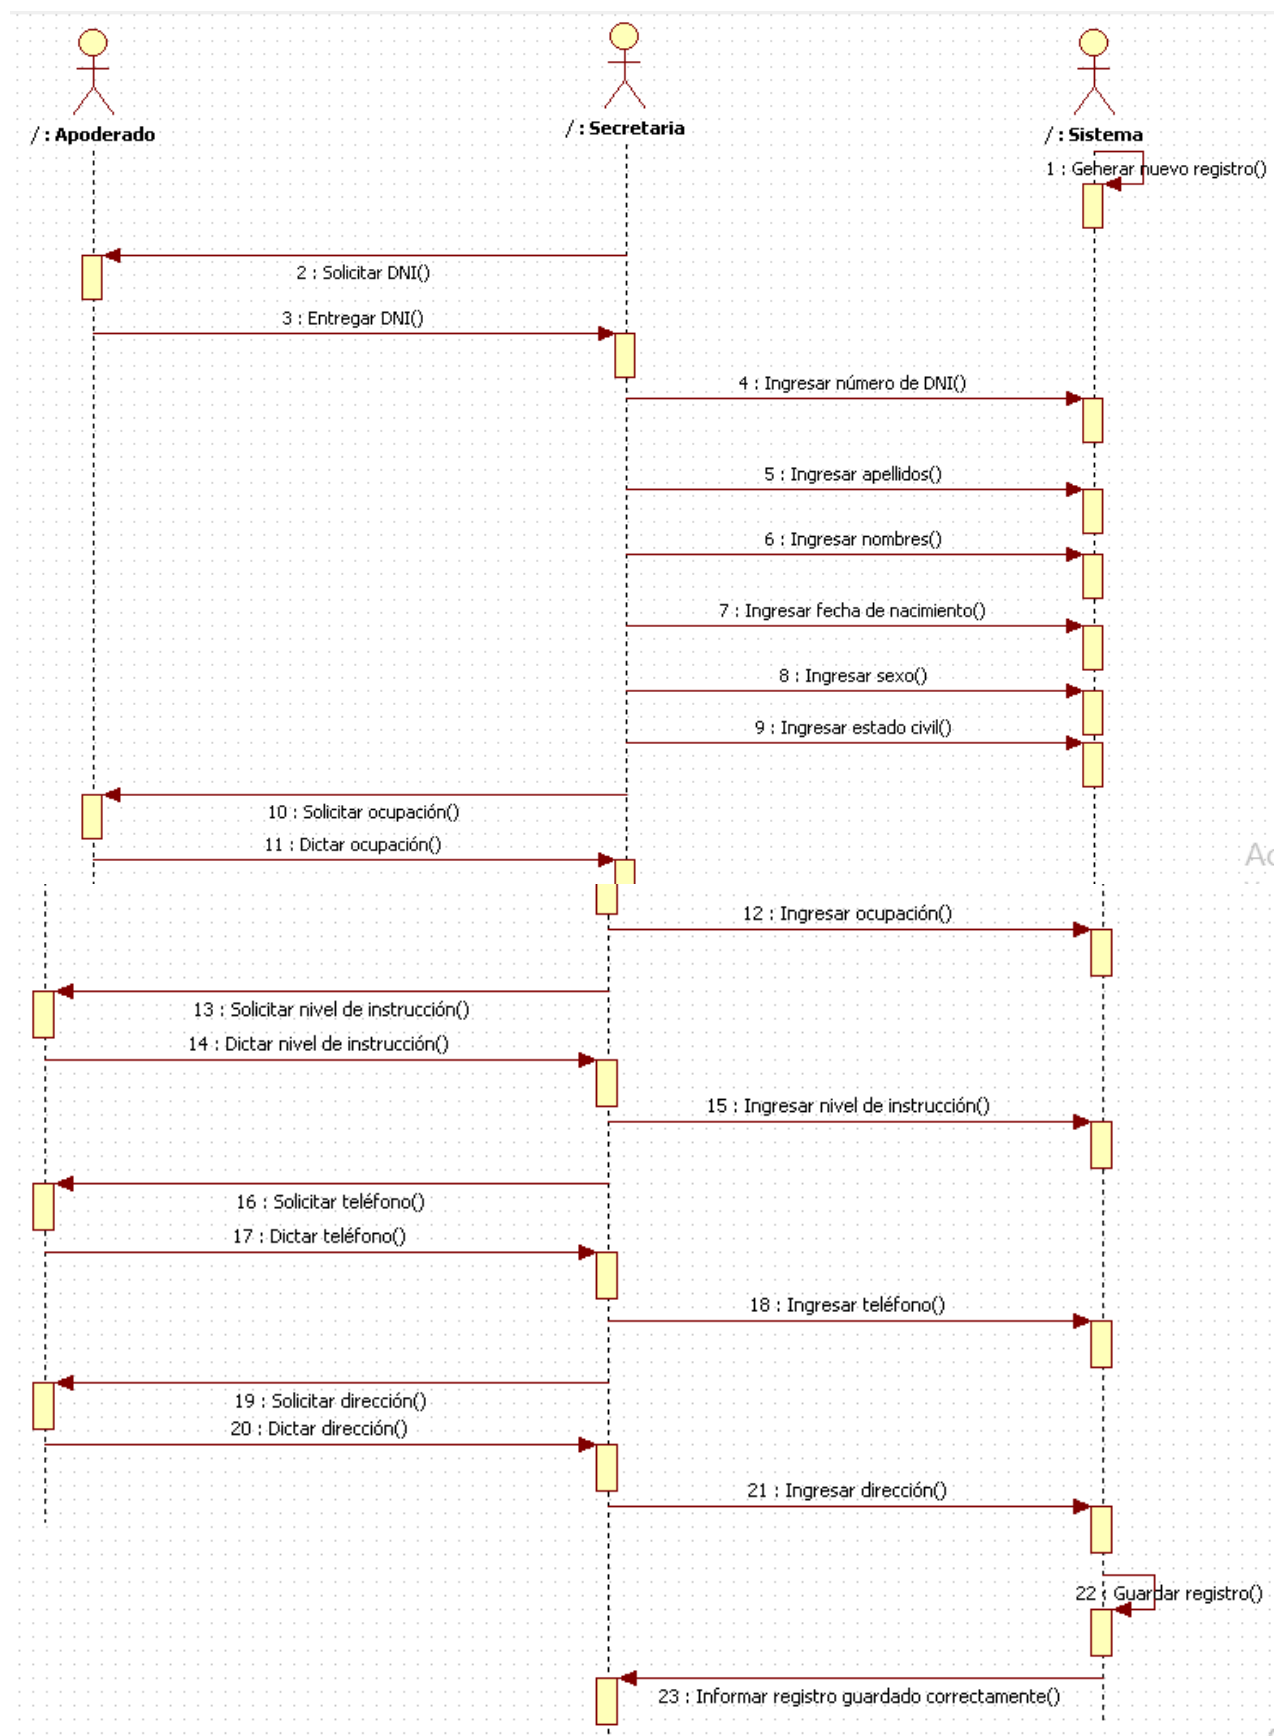 / : Apoderado
/ : Secretaria
/ : Sistema
1 : Generar nuevo registro()
2 : Solicitar DNI()
3 : Entregar DNI()
4 : Ingresar número de DNI()
5 : Ingresar apellidos()
6 : Ingresar nombres()
7 : Ingresar fecha de nacimiento()
8 : Ingresar sexo()
9 : Ingresar estado civil()
10 : Solicitar ocupación()
11 : Dictar ocupación()
Ac
12 : Ingresar ocupación()
13 : Solicitar nivel de instrucción()
14 : Dictar nivel de instrucción()
15 : Ingresar nivel de instrucción()
16 : Solicitar teléfono()
17 : Dictar teléfono()
18 : Ingresar teléfono()
19 : Solicitar dirección()
20 : Dictar dirección()
21 : Ingresar dirección()
22 : Guardar registro()
23 : Informar registro guardado correctamente()